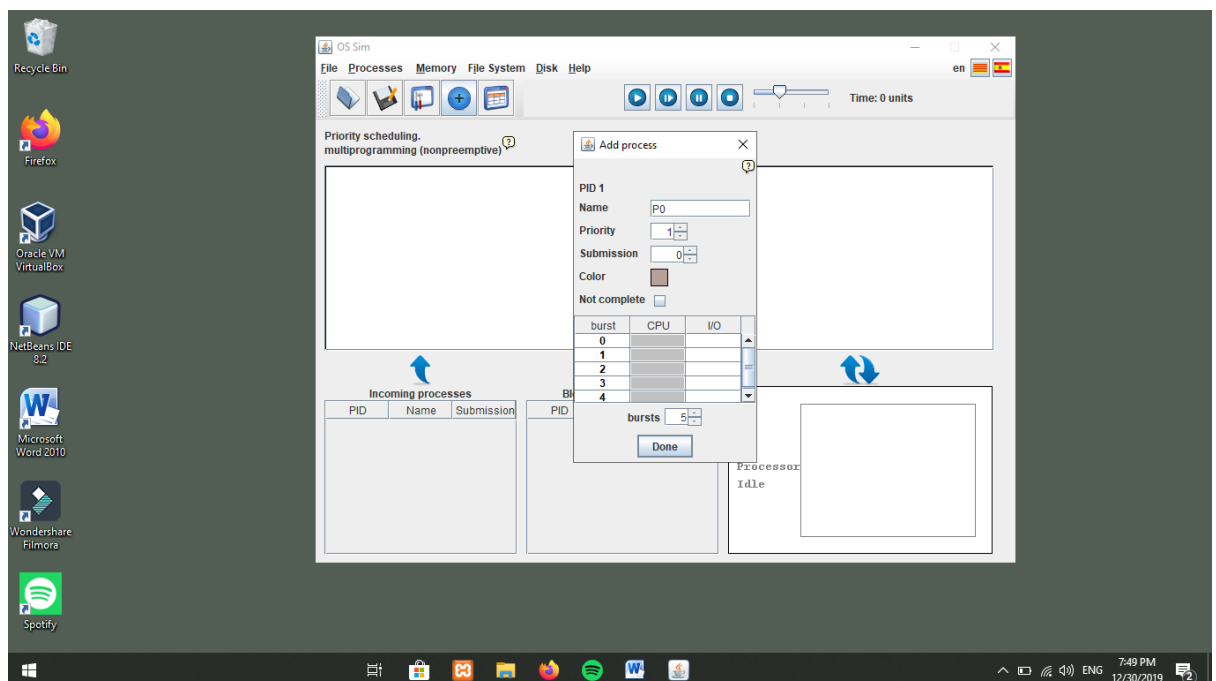 Recycle Bin
Firefox
Oracle VM
VirtualBox
NetBeans IDE
8.2
Microsoft
Word 2010
Wondershare
Filmora
Spotify
OS Sim
File Processes Memory File System Disk Help
en
Time: 0 units
Priority scheduling.
multiprogramming (nonpreemptive)
Add process
PID 1
Name P0
Priority 1
Submission 0
Color
Not complete
burst CPU I/O
0
1
2
3
4
bursts 5
Done
Incoming processes
PID Name Submission
Bl
PID
Processor
Idle
ENG
7:49 PM
12/30/2019
2